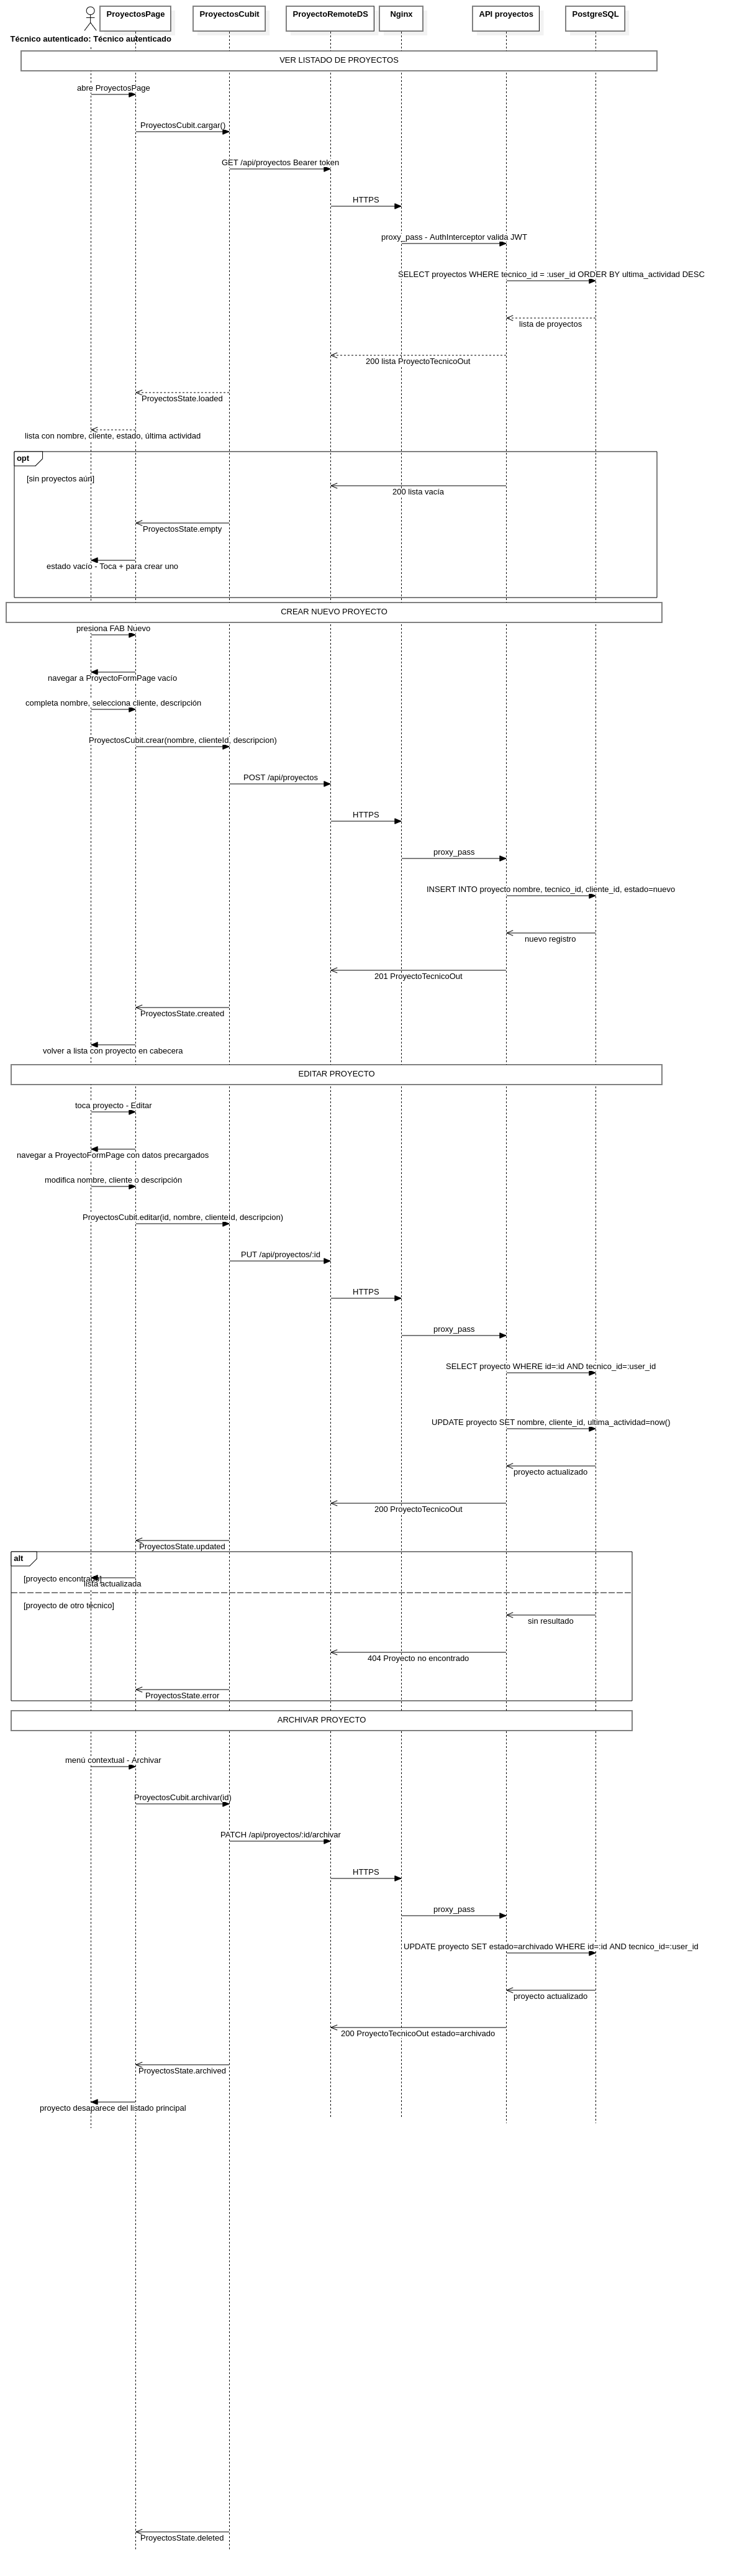 ProyectosPage
ProyectosCubit
ProyectoRemoteDS
Nginx
API proyectos
PostgreSQL
Técnico autenticado: Técnico autenticado
VER LISTADO DE PROYECTOS
abre ProyectosPage
ProyectosCubit.cargar()
GET /api/proyectos Bearer token
HTTPS
proxy_pass - AuthInterceptor valida JWT
SELECT proyectos WHERE tecnico_id = :user_id ORDER BY ultima_actividad DESC
lista de proyectos
200 lista ProyectoTecnicoOut
ProyectosState.loaded
lista con nombre, cliente, estado, última actividad
opt
[sin proyectos aún]
200 lista vacía
ProyectosState.empty
estado vacío - Toca + para crear uno
CREAR NUEVO PROYECTO
presiona FAB Nuevo
navegar a ProyectoFormPage vacío
completa nombre, selecciona cliente, descripción
ProyectosCubit.crear(nombre, clienteId, descripcion)
POST /api/proyectos
HTTPS
proxy_pass
INSERT INTO proyecto nombre, tecnico_id, cliente_id, estado=nuevo
nuevo registro
201 ProyectoTecnicoOut
ProyectosState.created
volver a lista con proyecto en cabecera
EDITAR PROYECTO
toca proyecto - Editar
navegar a ProyectoFormPage con datos precargados
modifica nombre, cliente o descripción
ProyectosCubit.editar(id, nombre, clienteId, descripcion)
PUT /api/proyectos/:id
HTTPS
proxy_pass
SELECT proyecto WHERE id=:id AND tecnico_id=:user_id
UPDATE proyecto SET nombre, cliente_id, ultima_actividad=now()
proyecto actualizado
200 ProyectoTecnicoOut
ProyectosState.updated
alt
[proyecto encontrado]
lista actualizada
[proyecto de otro técnico]
sin resultado
404 Proyecto no encontrado
ProyectosState.error
ARCHIVAR PROYECTO
menú contextual - Archivar
ProyectosCubit.archivar(id)
PATCH /api/proyectos/:id/archivar
HTTPS
proxy_pass
UPDATE proyecto SET estado=archivado WHERE id=:id AND tecnico_id=:user_id
proyecto actualizado
200 ProyectoTecnicoOut estado=archivado
ProyectosState.archived
proyecto desaparece del listado principal
ProyectosState.deleted